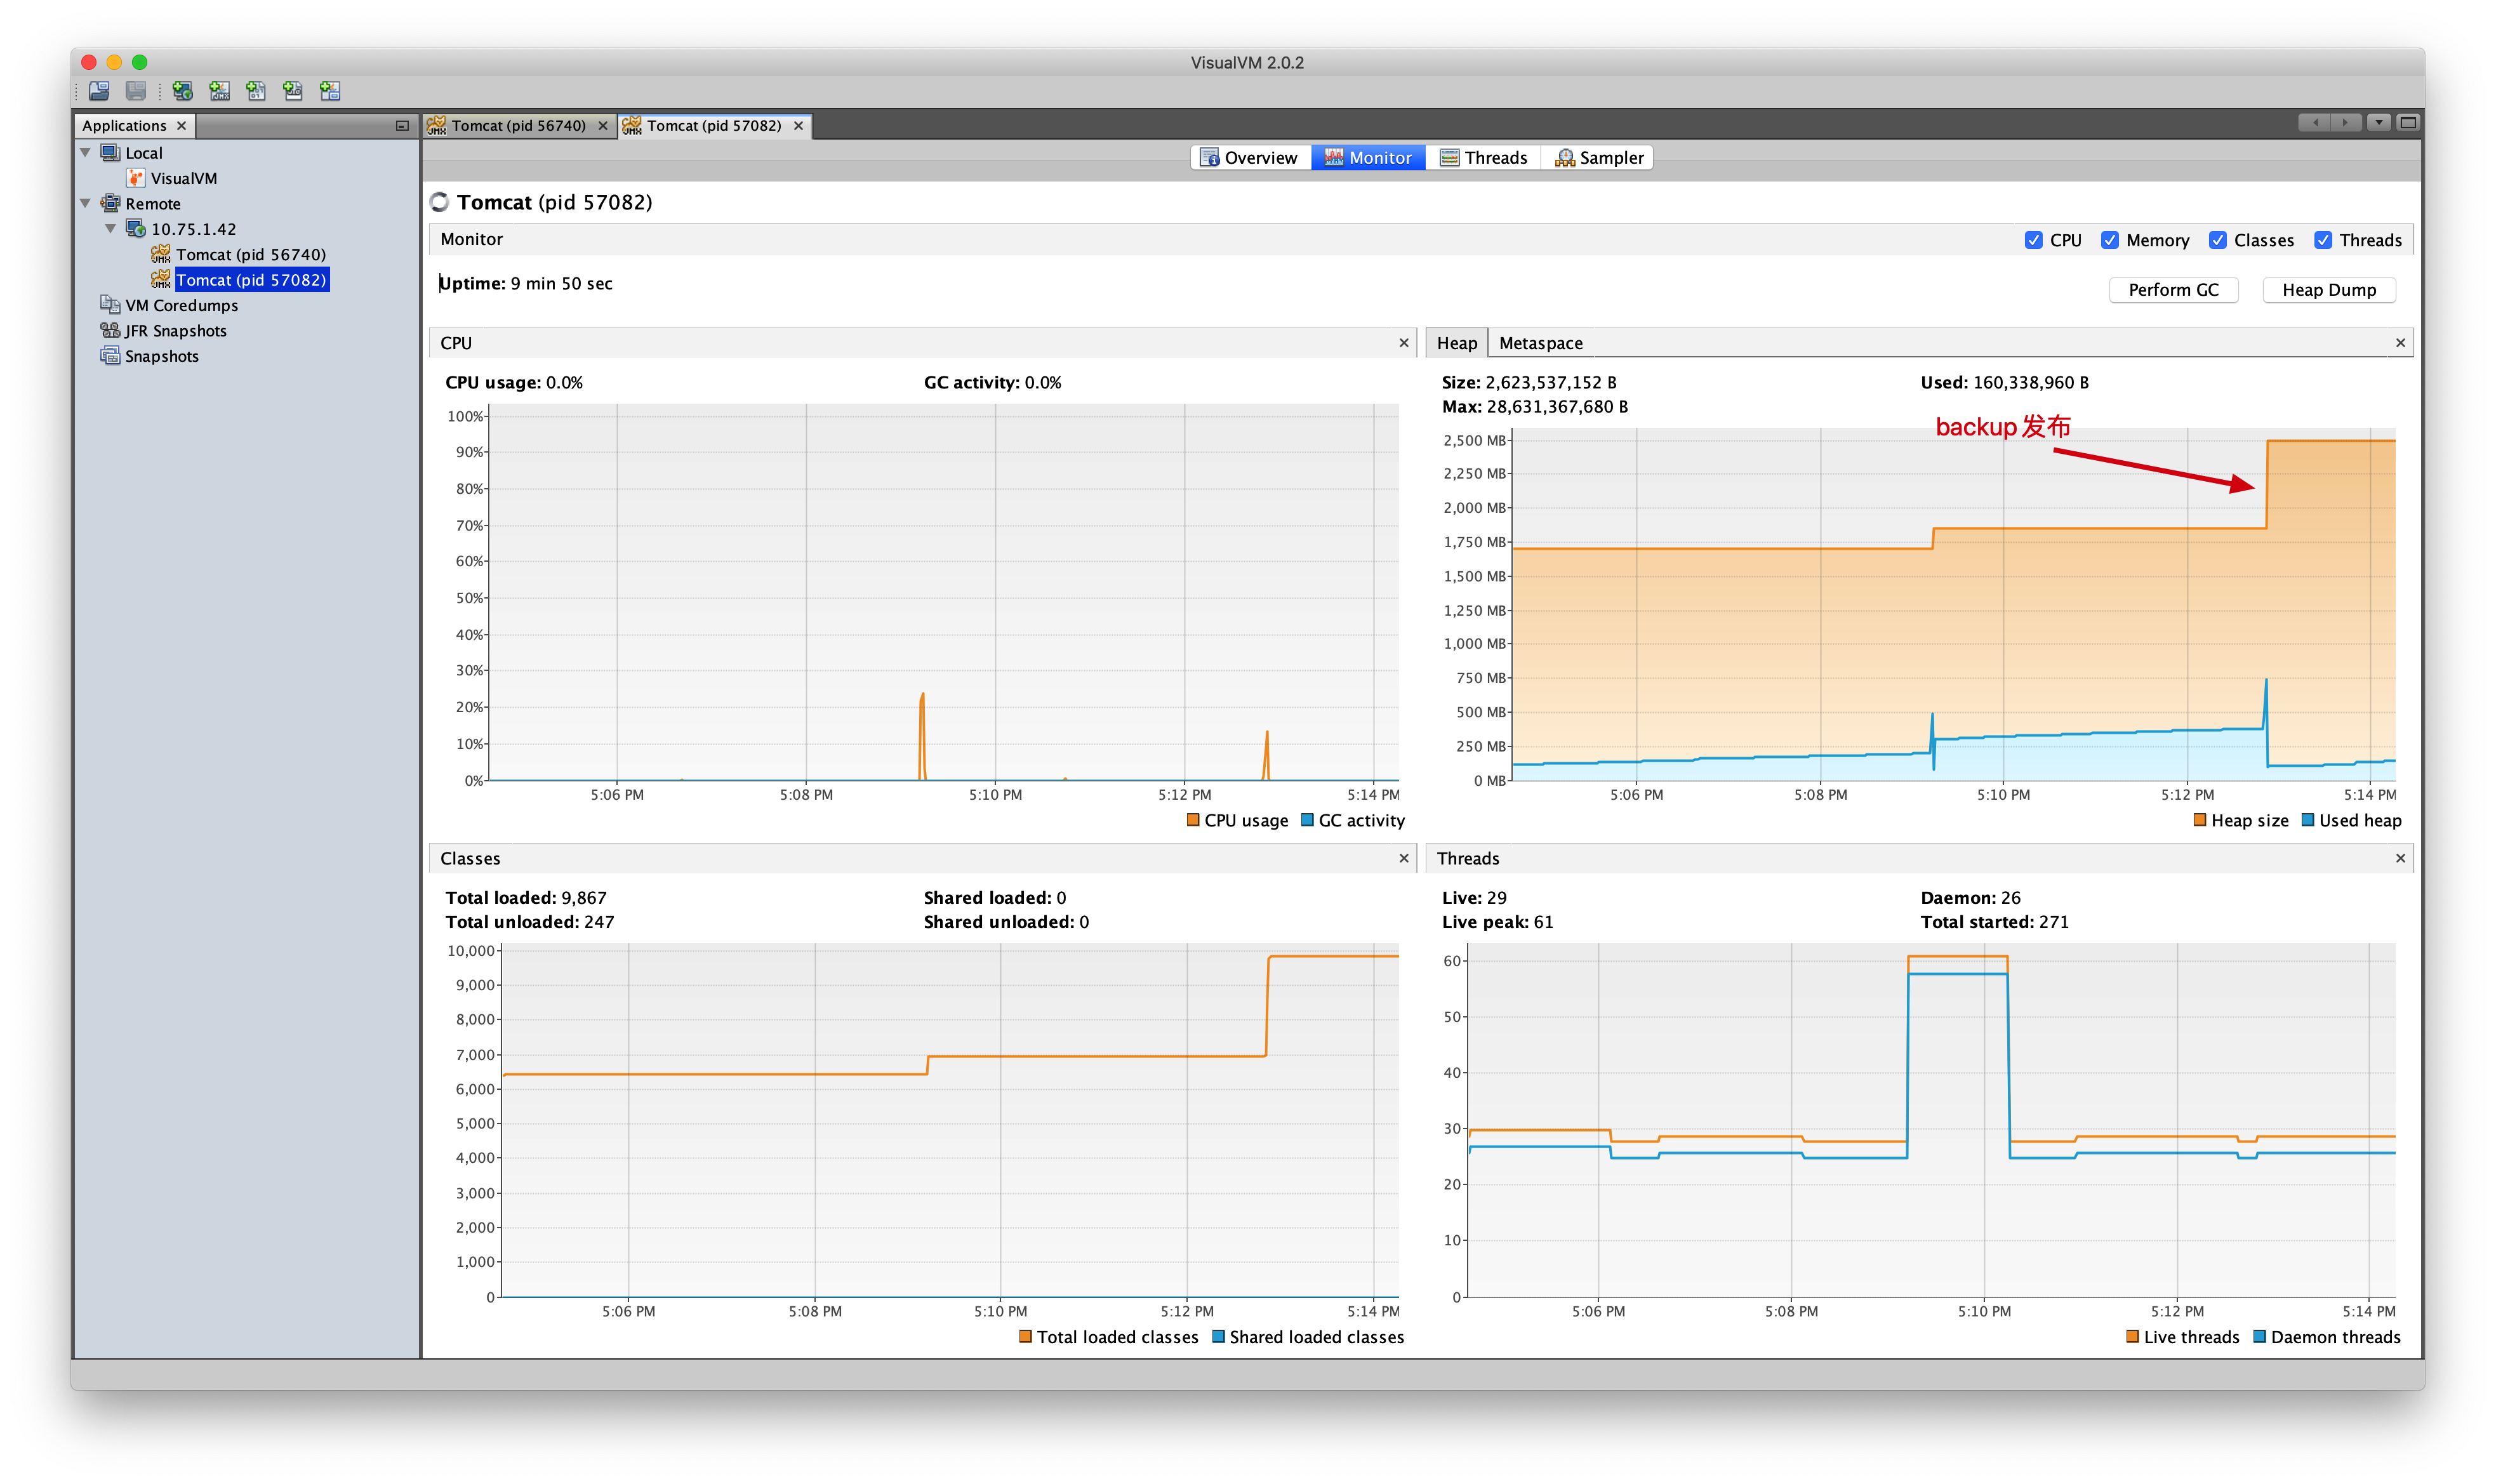 VisualVM 2.0.2
Applications
Tomcat (pid 56740)
Tomcat (pid 57082)
Local
VisualVM
Remote
10.75.1.42
Tomcat (pid 56740)
Tomcat (pid 57082)
VM Coredumps
JFR Snapshots
Snapshots
Overview
Monitor
Threads
Sampler
Tomcat (pid 57082)
Monitor
CPU
Memory
Classes
Threads
Uptime: 9 min 50 sec
Perform GC
Heap Dump
CPU
CPU usage: 0.0%
GC activity: 0.0%
100%
90%
80%
70%
60%
50%
40%
30%
20%
10%
0%
5:06 PM
5:08 PM
5:10 PM
5:12 PM
5:14 PM
CPU usage
GC activity
Heap
Metaspace
Size: 2,623,537,152 B
Used: 160,338,960 B
Max: 28,631,367,680 B
backup 发布
2,500 MB
2,250 MB
2,000 MB
1,750 MB
1,500 MB
1,250 MB
1,000 MB
750 MB
500 MB
250 MB
0 MB
5:06 PM
5:08 PM
5:10 PM
5:12 PM
5:14 PM
Heap size
Used heap
Classes
Total loaded: 9,867
Shared loaded: 0
Total unloaded: 247
Shared unloaded: 0
10,000
9,000
8,000
7,000
6,000
5,000
4,000
3,000
2,000
1,000
0
5:06 PM
5:08 PM
5:10 PM
5:12 PM
5:14 PM
Total loaded classes
Shared loaded classes
Threads
Live: 29
Daemon: 26
Live peak: 61
Total started: 271
60
50
40
30
20
10
0
5:06 PM
5:08 PM
5:10 PM
5:12 PM
5:14 PM
Live threads
Daemon threads